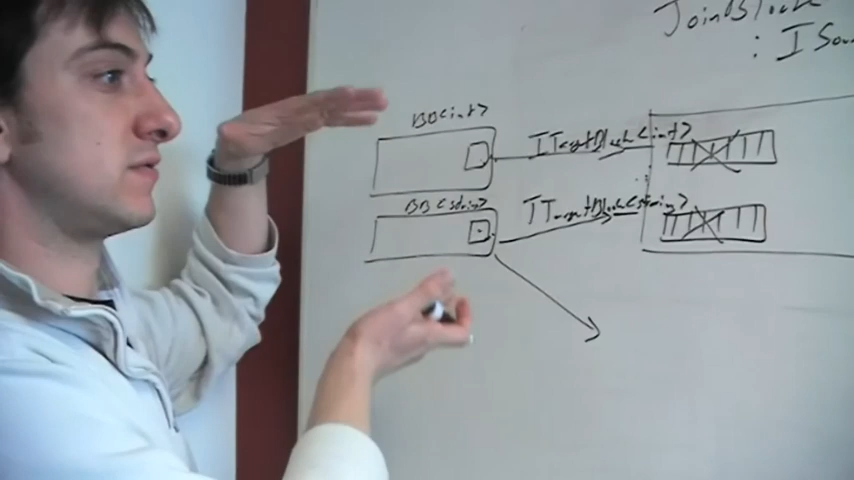 JoinBlock
: ISou
BB<int>
ITargetBlock<int>
BB<string>
ITargetBlock<string>